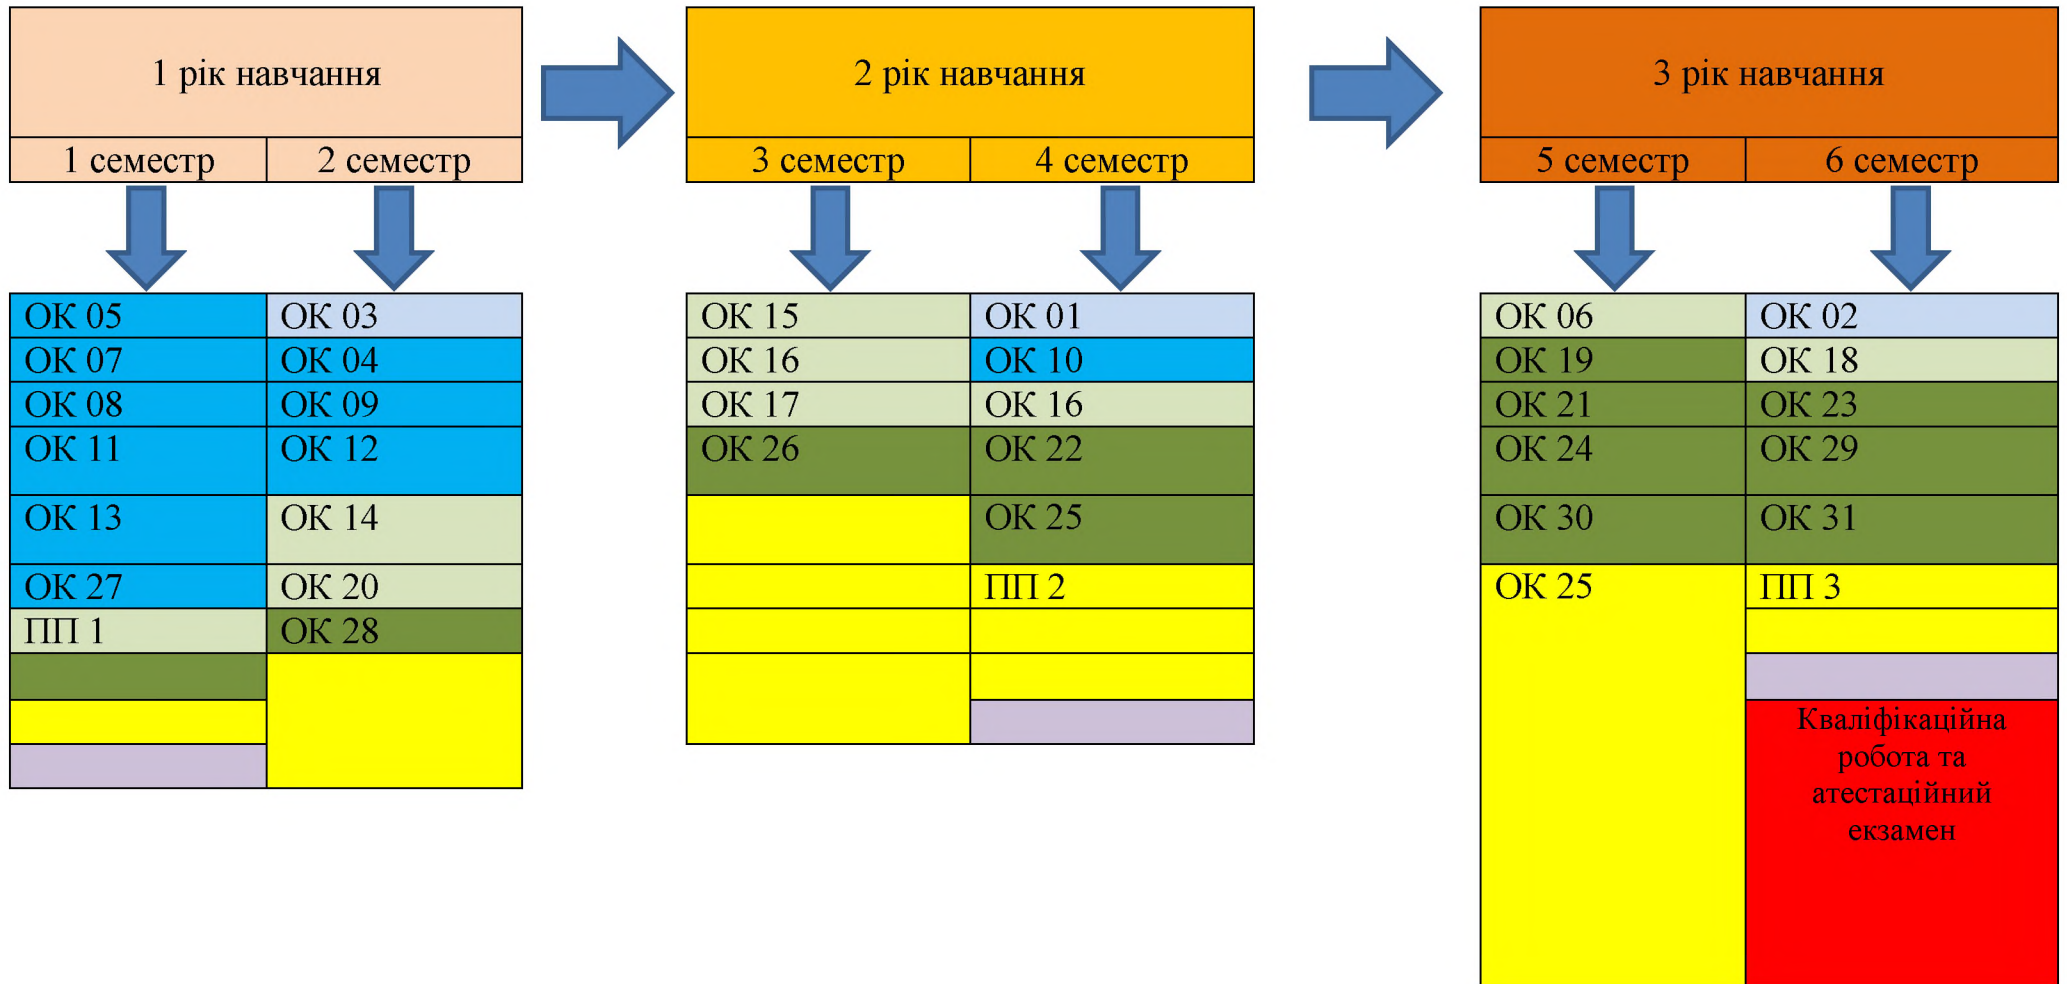 1 рік навчання
1 семестр 2 семестр
2 рік навчання
3 семестр 4 семестр
3 рік навчання
5 семестр 6 семестр
ОК 05 ОК 03
ОК 07 ОК 04
ОК 08 ОК 09
ОК 11 ОК 12
ОК 13 ОК 14
ОК 27 ОК 20
ПП 1 ОК 28
ОК 15 ОК 01
ОК 16 ОК 10
ОК 17 ОК 16
ОК 26 ОК 22
ОК 25
ПП 2
ОК 06 ОК 02
ОК 19 ОК 18
ОК 21 ОК 23
ОК 24 ОК 29
ОК 30 ОК 31
ОК 25 ПП 3
Кваліфікаційна
робота та
атестаційний
екзамен